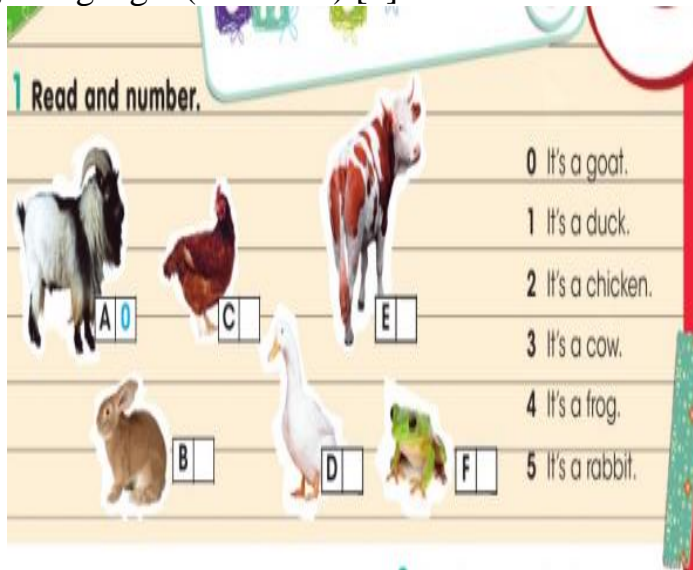 1 Read and number.
0 It's a goat.
1 It's a duck.
2 It's a chicken.
3 It's a cow.
4 It's a frog.
5 It's a rabbit.
A 0
C
E
B
D
F